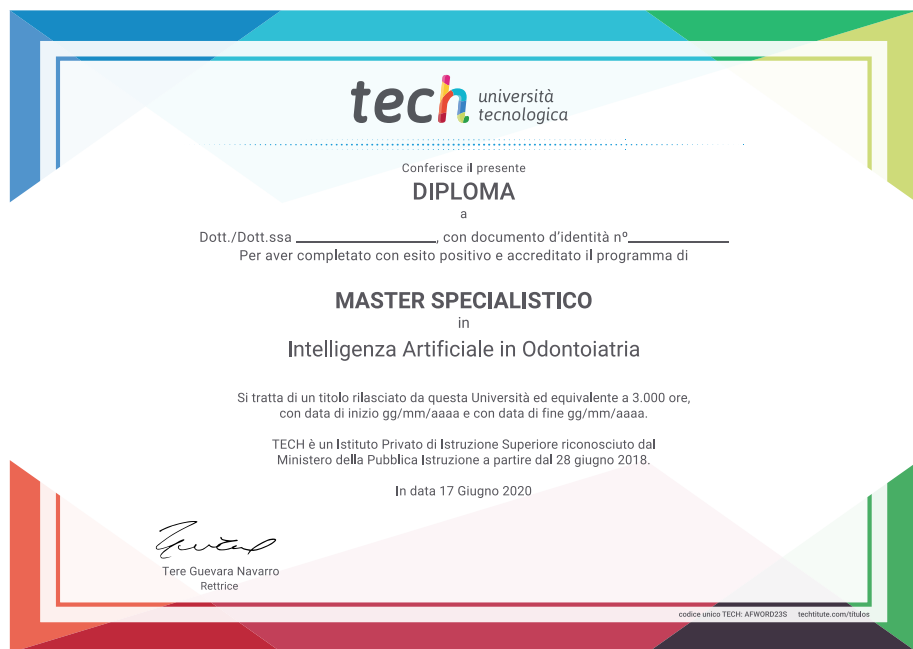 tech università
tecnologica
Conferisce il presente
DIPLOMA
a
Dott./Dott.ssa ____________, con documento d'identità nº____________
Per aver completato con esito positivo e accreditato il programma di
MASTER SPECIALISTICO
in
Intelligenza Artificiale in Odontoiatria
Si tratta di un titolo rilasciato da questa Università ed equivalente a 3.000 ore,
con data di inizio gg/mm/aaaa e con data di fine gg/mm/aaaa.
TECH è un Istituto Privato di Istruzione Superiore riconosciuto dal
Ministero della Pubblica Istruzione a partire dal 28 giugno 2018.
In data 17 Giugno 2020
Tere Guevara Navarro
Rettrice
codice unico TECH: AFWORD23S techtitute.com/titulos